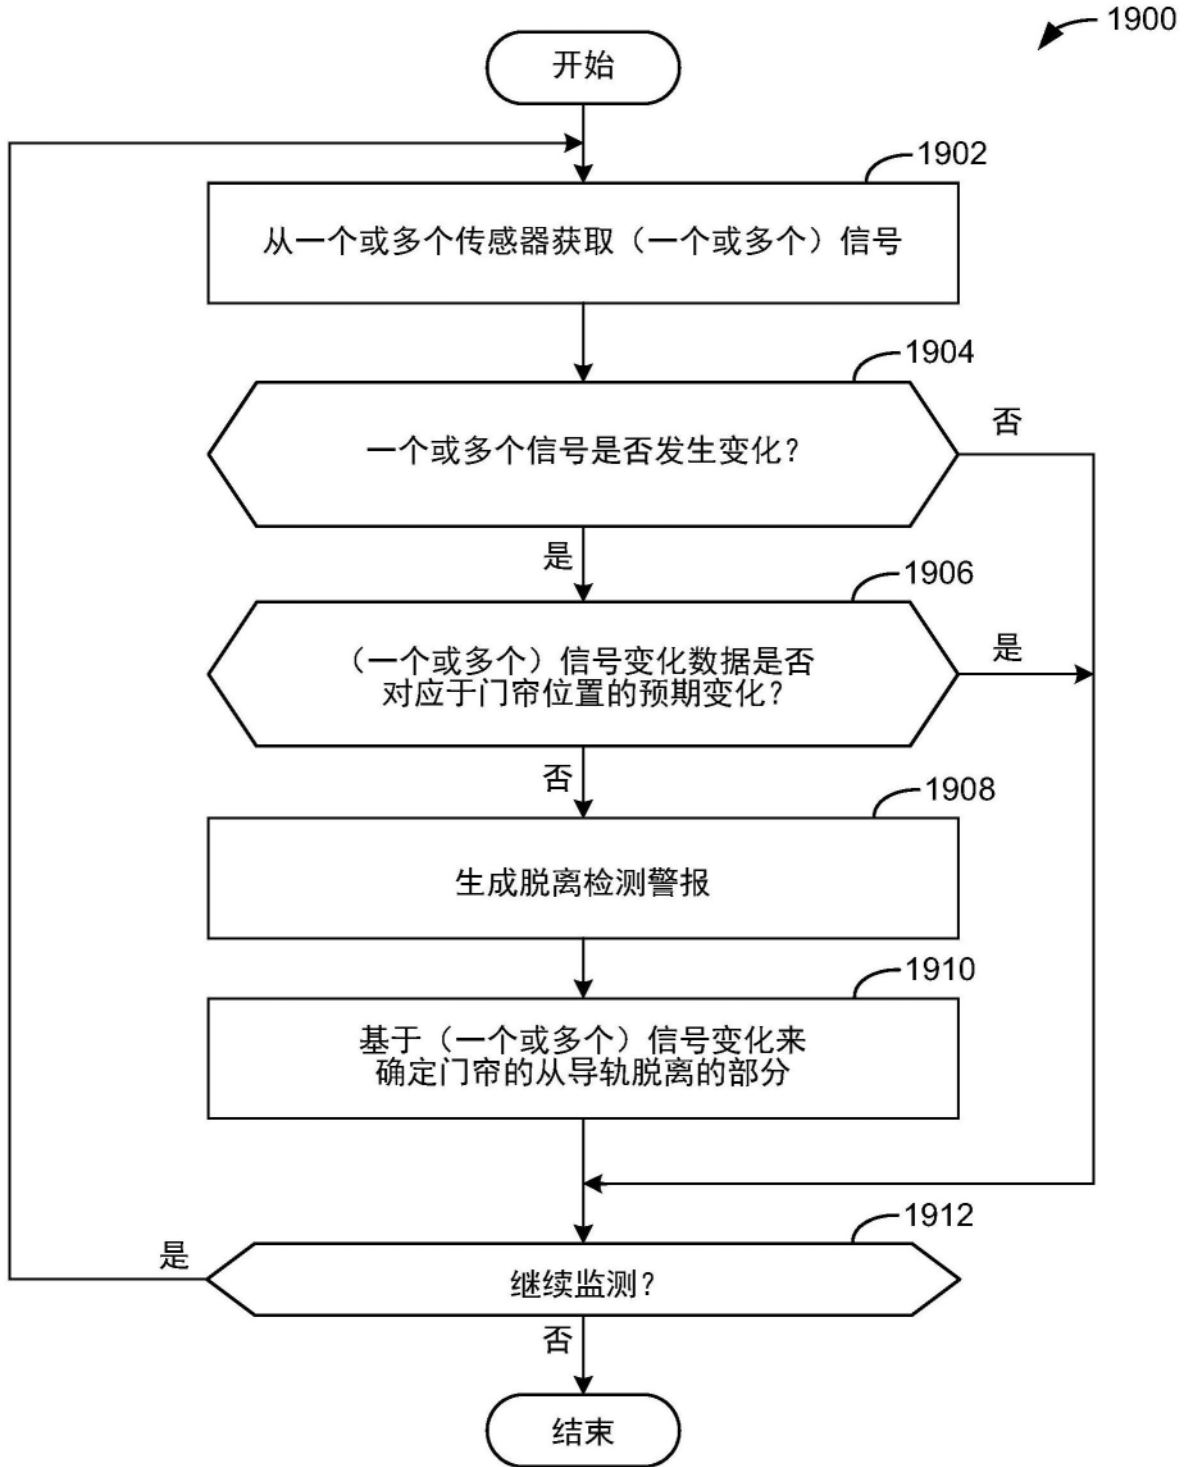 1900
开始
1902
从一个或多个传感器获取（一个或多个）信号
1904
一个或多个信号是否发生变化？
否
是
1906
（一个或多个）信号变化数据是否
对应于门帘位置的预期变化？
是
否
1908
生成脱离检测警报
1910
基于（一个或多个）信号变化来
确定门帘的从导轨脱离的部分
1912
是
继续监测？
否
结束